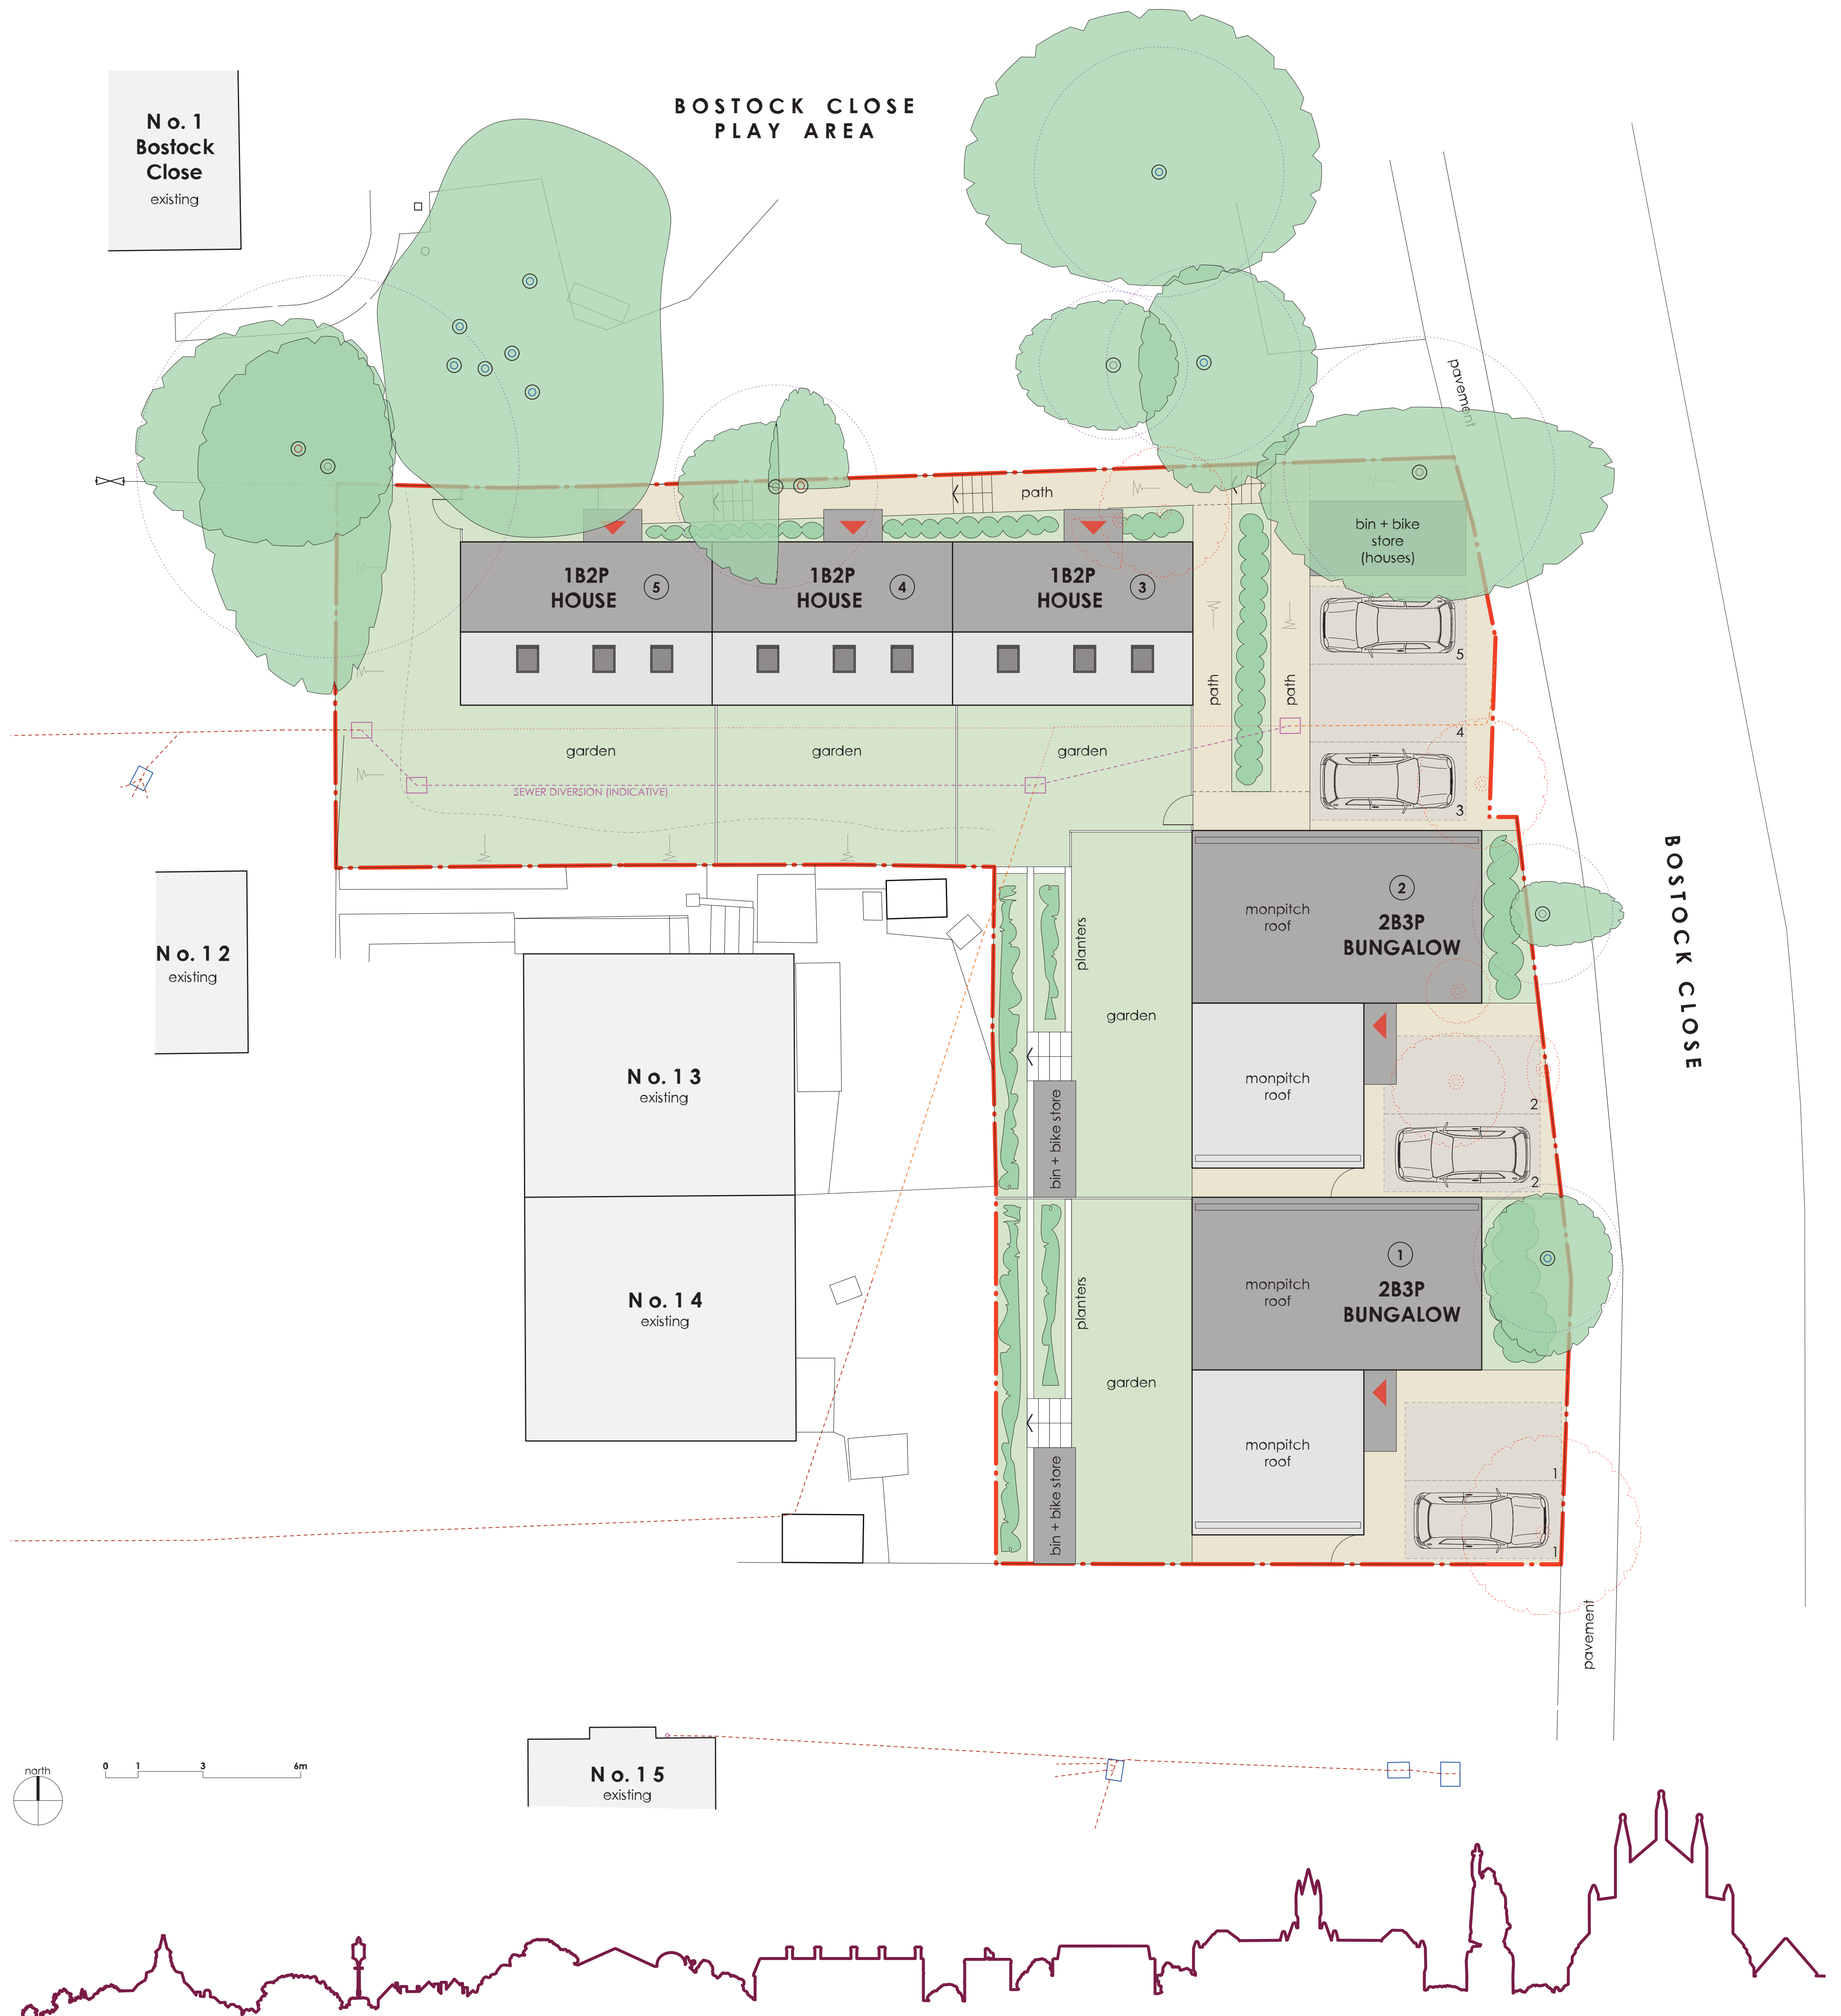 BOSTOCK CLOSE
PLAY AREA
No. 1
Bostock
Close
existing
pavement
path
bin + bike
store
(houses)
1B2P
HOUSE
5
1B2P
HOUSE
4
1B2P
HOUSE
3
path
path
5
4
3
garden
garden
garden
SEWER DIVERSION (INDICATIVE)
BOSTOCK CLOSE
No. 12
existing
planters
garden
monpitch
roof
2
2B3P
BUNGALOW
No. 13
existing
bin + bike store
monpitch
roof
2
2
No. 14
existing
planters
garden
monpitch
roof
1
2B3P
BUNGALOW
bin + bike store
monpitch
roof
1
1
pavement
north
0 1 3 6m
No. 15
existing